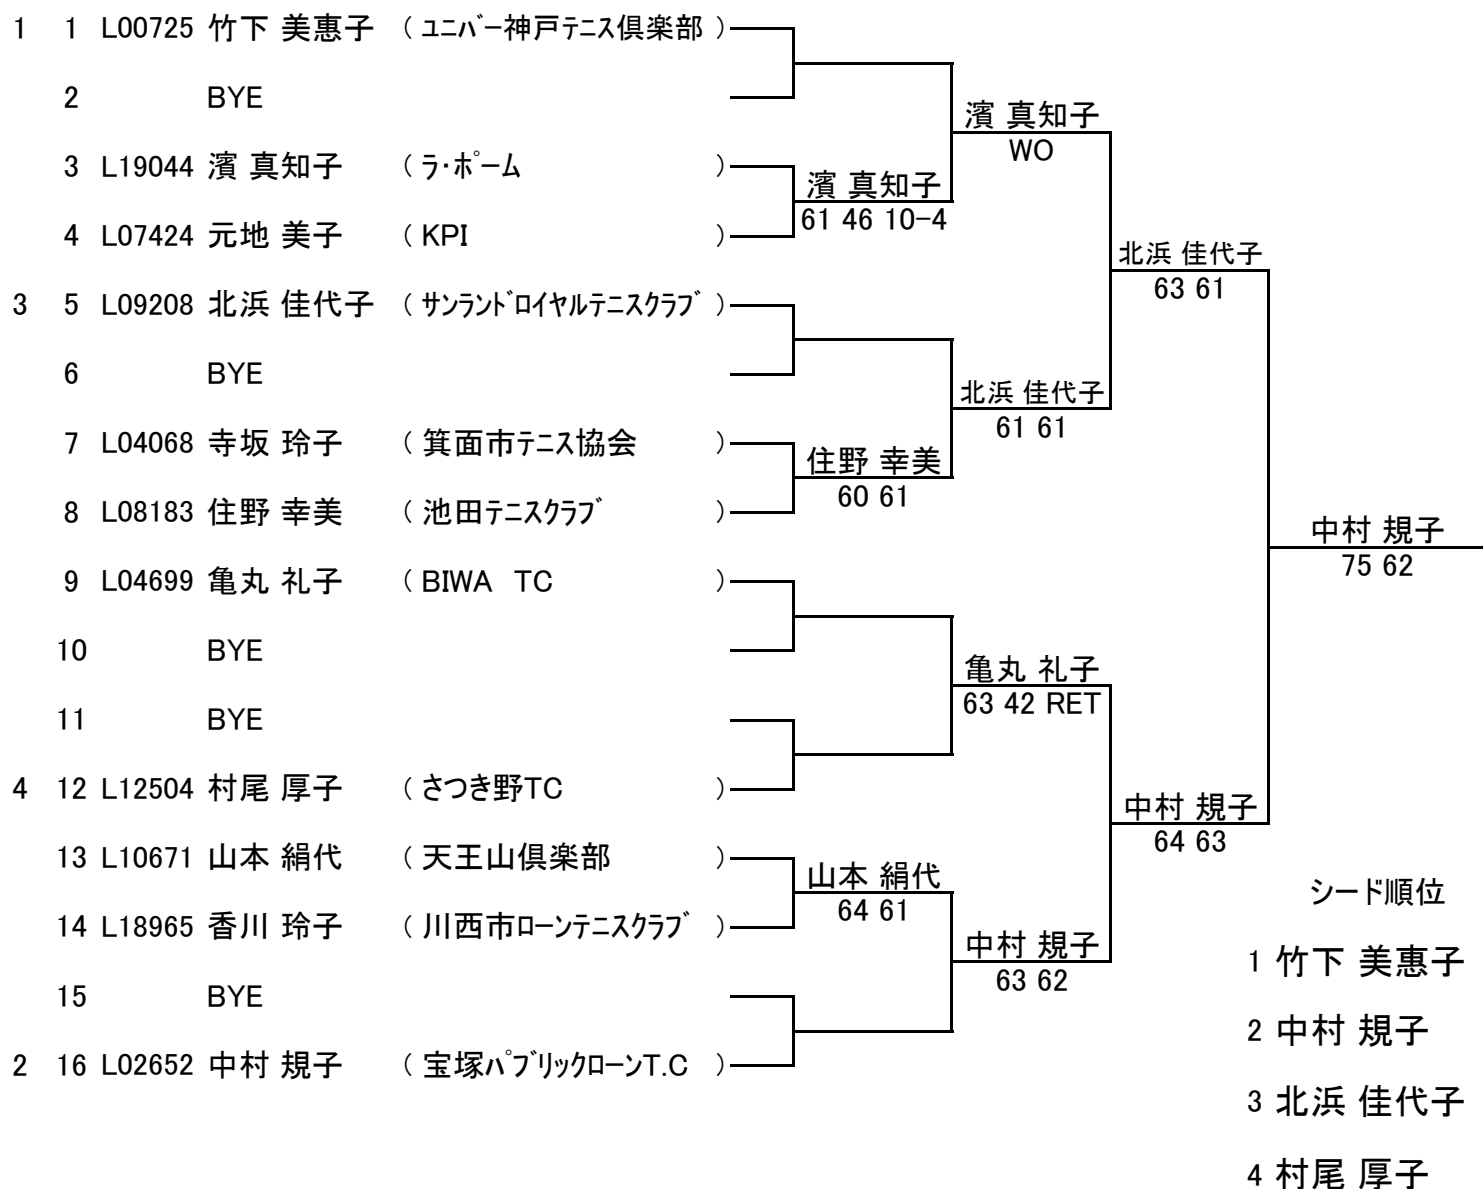 1 1 L00725 竹下 美惠子 ( ﾕﾆﾊﾞｰ神戸ﾃﾆｽ倶楽部 )
2 BYE
濱 真知子
WO
3 L19044 濱 真知子 ( ﾗ･ﾎﾟｰﾑ )
濱 真知子
61 46 10-4
4 L07424 元地 美子 ( KPI )
北浜 佳代子
63 61
3 5 L09208 北浜 佳代子 ( ｻﾝﾗﾝﾄﾞﾛｲﾔﾙﾃﾆｽｸﾗﾌﾞ )
6 BYE
北浜 佳代子
61 61
7 L04068 寺坂 玲子 ( 箕面市ﾃﾆｽ協会 )
住野 幸美
60 61
8 L08183 住野 幸美 ( 池田ﾃﾆｽｸﾗﾌﾞ )
中村 規子
75 62
9 L04699 亀丸 礼子 ( BIWA TC )
10 BYE
亀丸 礼子
63 42 RET
11 BYE
4 12 L12504 村尾 厚子 ( さつき野TC )
中村 規子
64 63
13 L10671 山本 絹代 ( 天王山倶楽部 )
山本 絹代
64 61
14 L18965 香川 玲子 ( 川西市ﾛｰﾝﾃﾆｽｸﾗﾌﾞ )
中村 規子
63 62
15 BYE
2 16 L02652 中村 規子 ( 宝塚ﾊﾟﾌﾞﾘｯｸﾛｰﾝT.C )
シード順位
1 竹下 美惠子
2 中村 規子
3 北浜 佳代子
4 村尾 厚子